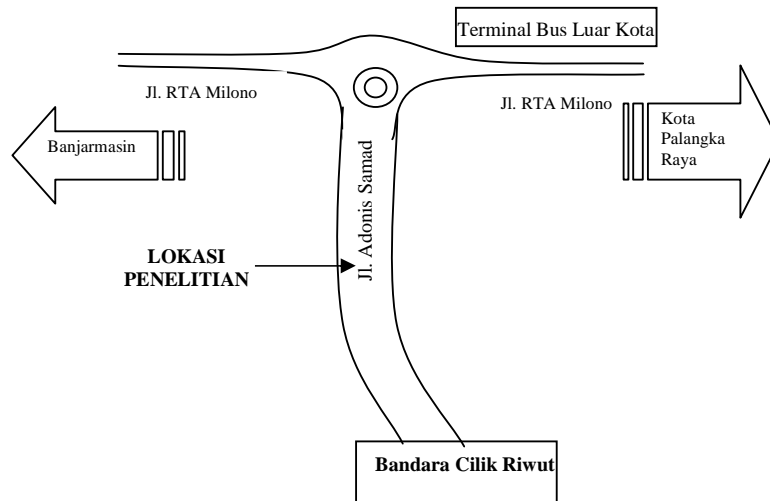 Terminal Bus Luar Kota
Jl. RTA Milono
Jl. RTA Milono
Banjarmasin
Kota
Palangka
Raya
Jl. Adonis Samad
LOKASI
PENELITIAN
Bandara Cilik Riwut